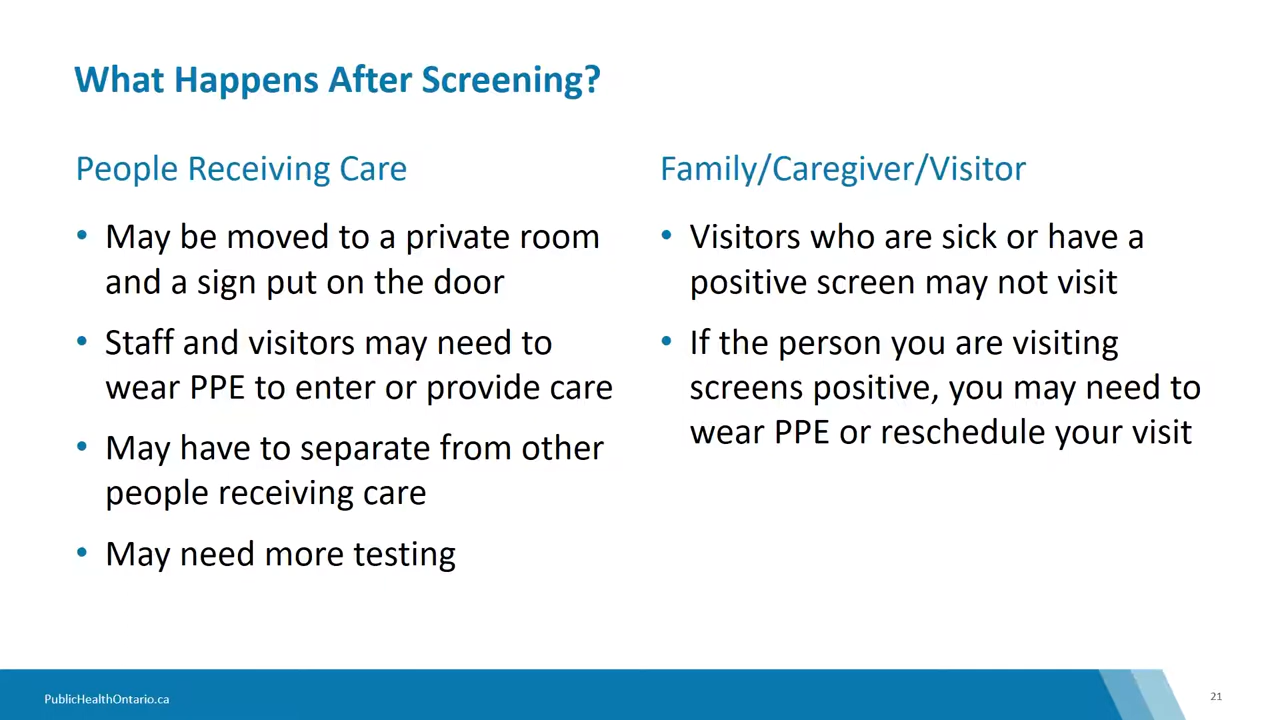 What Happens After Screening?
People Receiving Care
• May be moved to a private room
and a sign put on the door
• Staff and visitors may need to
wear PPE to enter or provide care
• May have to separate from other
people receiving care
• May need more testing
Family/Caregiver/Visitor
• Visitors who are sick or have a
positive screen may not visit
• If the person you are visiting
screens positive, you may need to
wear PPE or reschedule your visit
PublicHealthOntario.ca
21